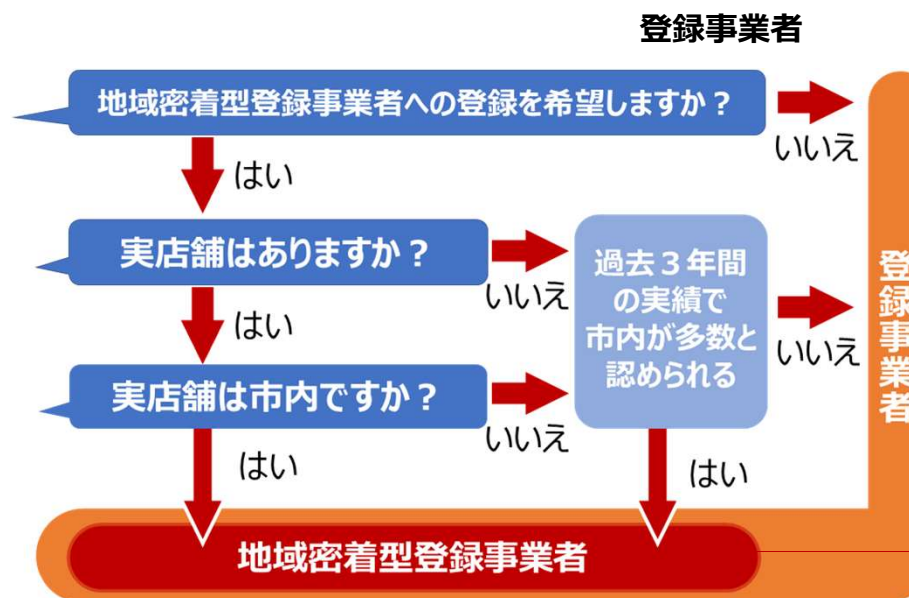 登録事業者
地域密着型登録事業者への登録を希望しますか？
いいえ
はい
実店舗はありますか？
いいえ
はい
過去３年間
の実績で
市内が多数と
認められる
いいえ
登録事業者
実店舗は市内ですか？
いいえ
はい
はい
地域密着型登録事業者